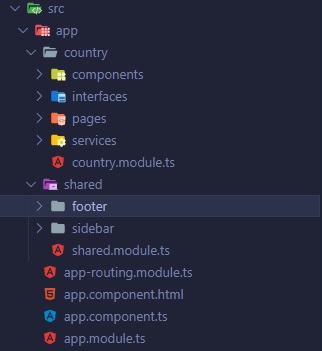 src
app
country
components
interfaces
pages
services
country.module.ts
shared
footer
sidebar
shared.module.ts
app-routing.module.ts
app.component.html
app.component.ts
app.module.ts